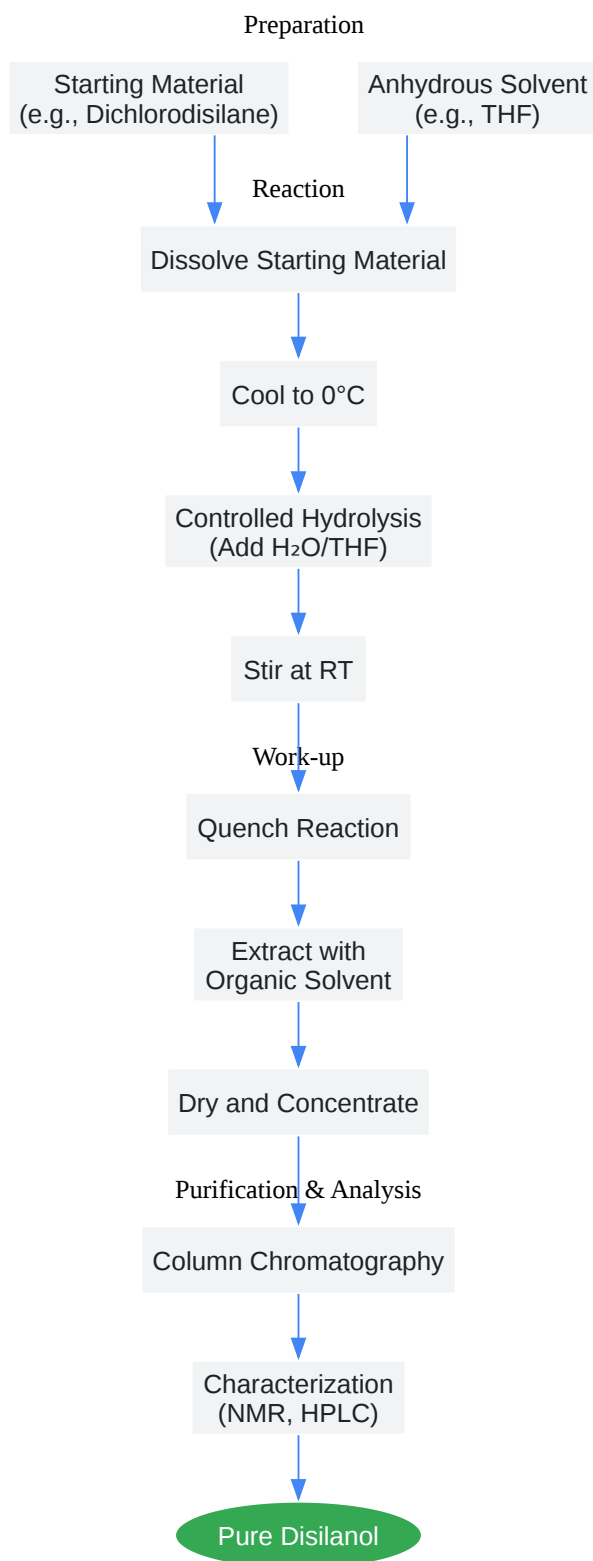 Preparation
Starting Material
(e.g., Dichlorodisilane)
Anhydrous Solvent
(e.g., THF)
Reaction
Dissolve Starting Material
Cool to 0°C
Controlled Hydrolysis
(Add H₂O/THF)
Stir at RT
Work-up
Quench Reaction
Extract with
Organic Solvent
Dry and Concentrate
Purification & Analysis
Column Chromatography
Characterization
(NMR, HPLC)
Pure Disilanol